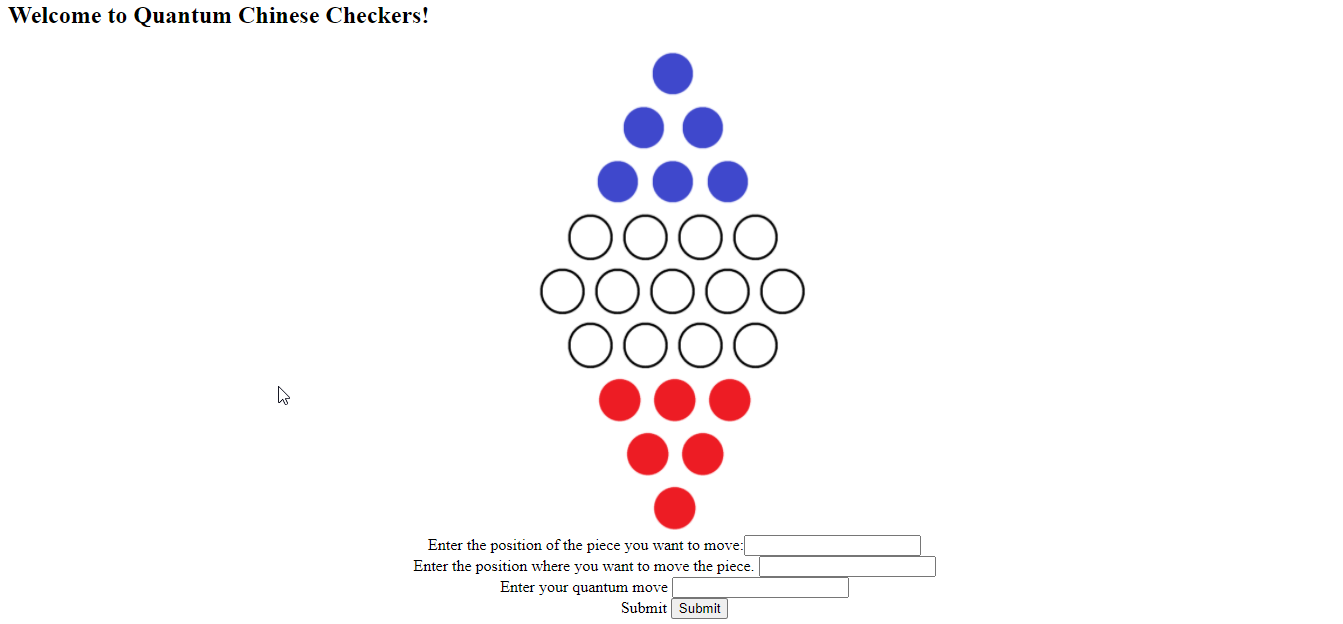 Welcome to Quantum Chinese Checkers!
Enter the position of the piece you want to move:
Enter the position where you want to move the piece.
Enter your quantum move
Submit Submit